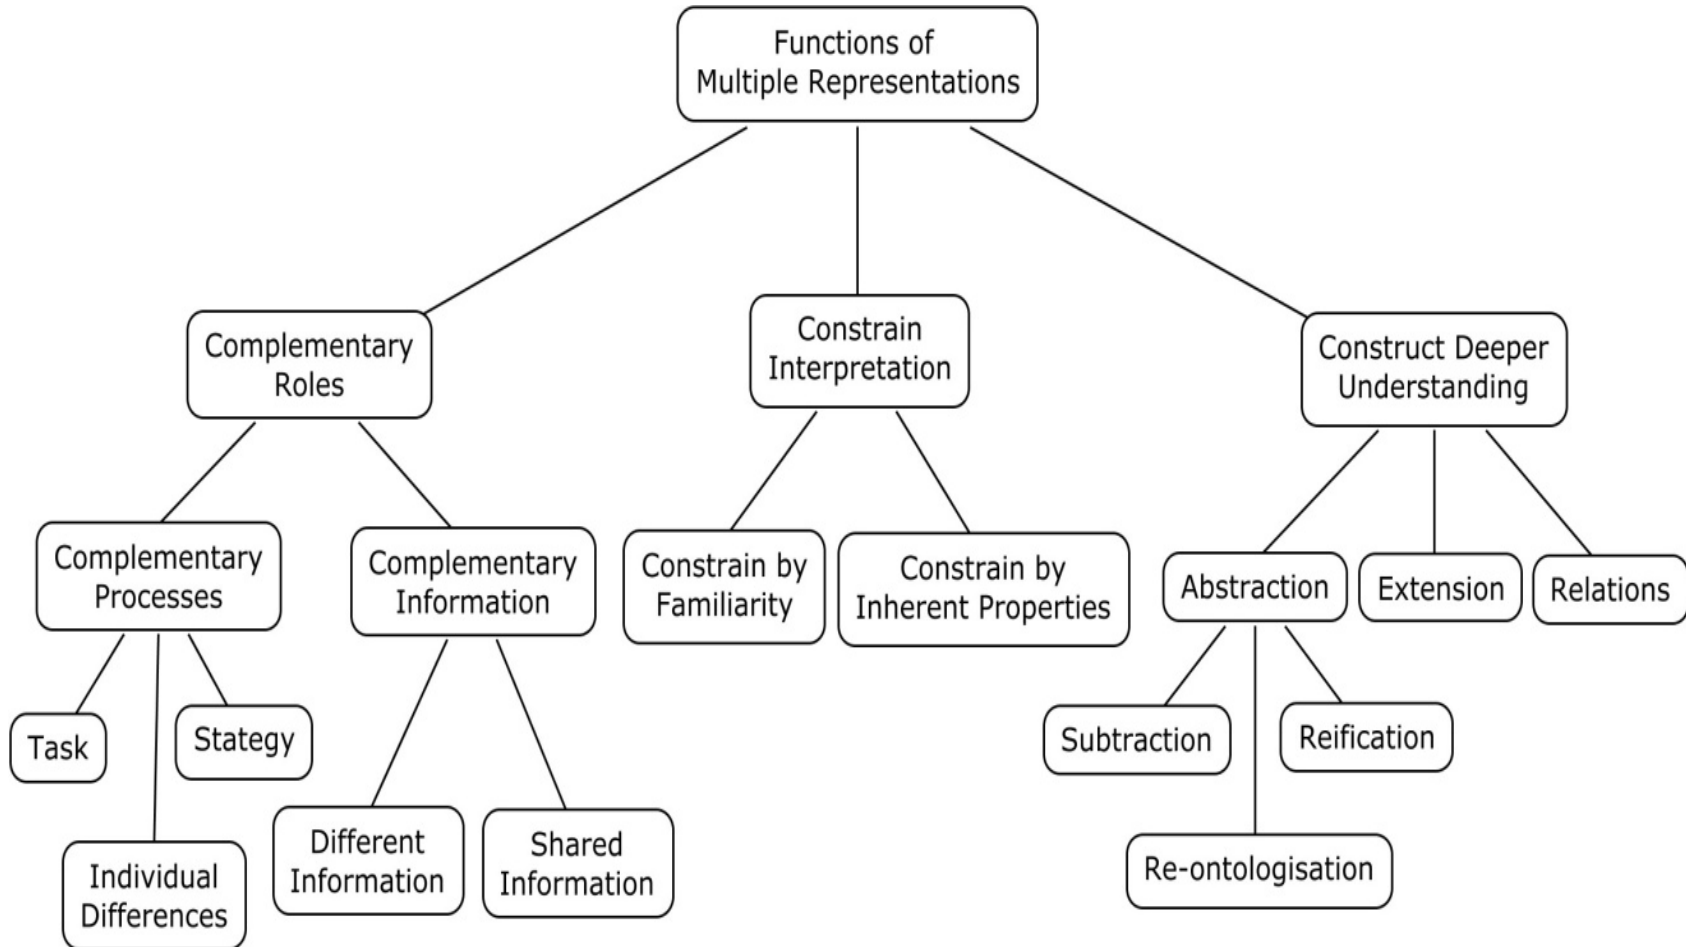 Functions of
Multiple Representations
Complementary
Roles
Constrain
Interpretation
Construct Deeper
Understanding
Complementary
Processes
Complementary
Information
Constrain by
Familiarity
Constrain by
Inherent Properties
Abstraction
Extension
Relations
Task
Stategy
Subtraction
Reification
Individual
Differences
Different
Information
Shared
Information
Re-ontologisation